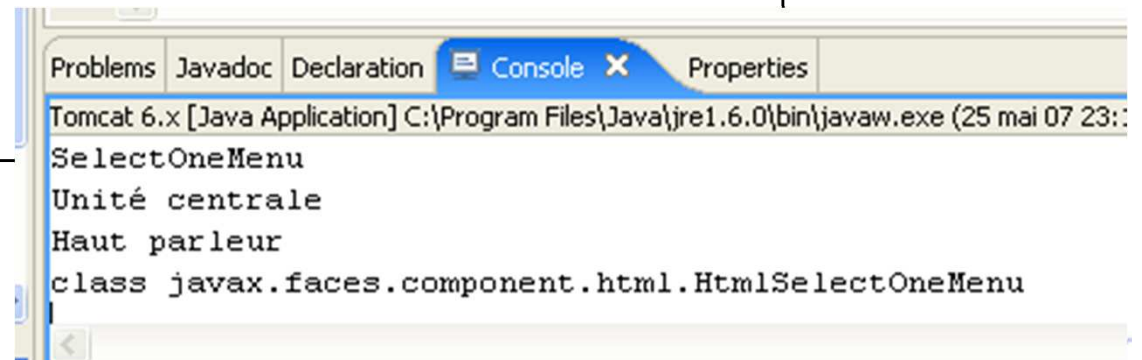 Problems Javadoc Declaration Console Properties
Tomcat 6.x [Java Application] C:\Program Files\Java\jre1.6.0\bin\javaw.exe (25 mai 07 23:
SelectOneMenu
Unité centrale
Haut parleur
class javax.faces.component.html.HtmlSelectOneMenu